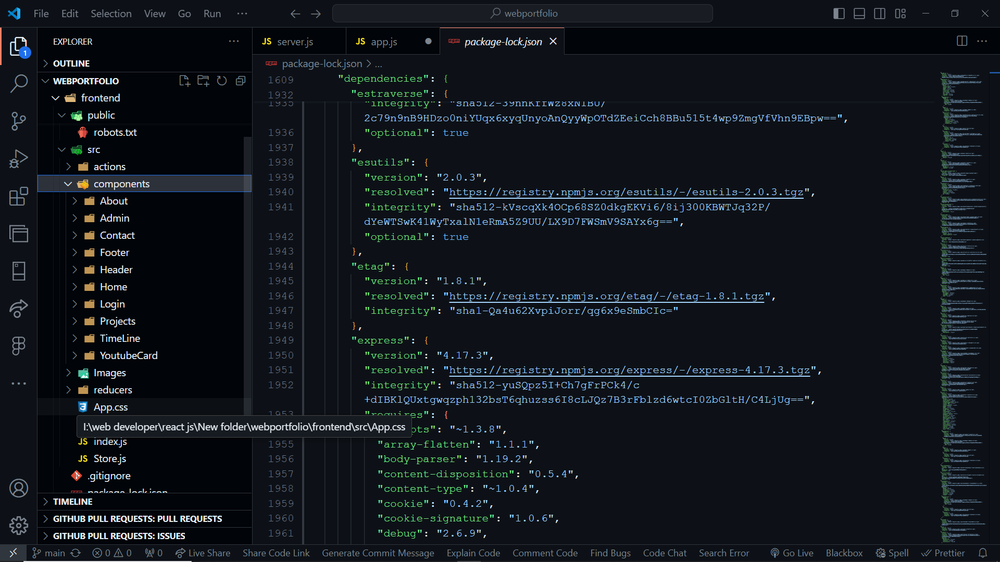 File Edit Selection View Go Run ···
webportfolio
EXPLORER
OUTLINE
WEBPORTFOLIO
frontend
public
robots.txt
src
actions
components
About
Admin
Contact
Footer
Header
Home
Login
Projects
TimeLine
YoutubeCard
Images
reducers
App.css
I:\web developer\react js\New folder\webportfolio\frontend\src\App.css
JS index.js
JS Store.js
.gitignore
package-lock.json
TIMELINE
GITHUB PULL REQUESTS: PULL REQUESTS
GITHUB PULL REQUESTS: ISSUES
1
JS server.js
JS app.js
package-lock.json
package-lock.json > ...
1609 "dependencies": {
1932 "estraverse": {
1935 "integrity": "sha512-39nnKffWz8xN1BU/
2c79n9nB9HDzo0niYUqx6xyqUnyoAnQyyWpOTdZEeiCch8BBu515t4wp9ZmgVfVhn9EBpw==",
1936 "optional": true
1937 },
1938 "esutils": {
1939 "version": "2.0.3",
1940 "resolved": "https://registry.npmjs.org/esutils/-/esutils-2.0.3.tgz",
1941 "integrity": "sha512-kVscqXk4OCp68SZ0dkgEKVi6/8ij300KBWTJq32P/
dYeWTSwK41WyTxalN1eRmA5Z9UU/LX9D7FWSmV9SAYx6g==",
1942 "optional": true
1943 },
1944 "etag": {
1945 "version": "1.8.1",
1946 "resolved": "https://registry.npmjs.org/etag/-/etag-1.8.1.tgz",
1947 "integrity": "sha1-Qa4u62XvpiJorr/qg6x9eSmbCIc="
1948 },
1949 "express": {
1950 "version": "4.17.3",
1951 "resolved": "https://registry.npmjs.org/express/-/express-4.17.3.tgz",
1952 "integrity": "sha512-yuSQpz5I+Ch7gFrPCk4/c
+dIBKlQUxtgwqzph132bsT6qhuzss6I8cLJQz7B3rFblzd6wtcI0ZbGltH/C4LjUg==",
1953 "requires": {
pts": "~1.3.8",
1955 "array-flatten": "1.1.1",
1956 "body-parser": "1.19.2",
1957 "content-disposition": "0.5.4",
1958 "content-type": "~1.0.4",
1959 "cookie": "0.4.2",
1960 "cookie-signature": "1.0.6",
1961 "debug": "2.6.9",
main 0 0 0 Live Share Share Code Link Generate Commit Message Explain Code Comment Code Find Bugs Code Chat Search Error Go Live Blackbox Spell Prettier